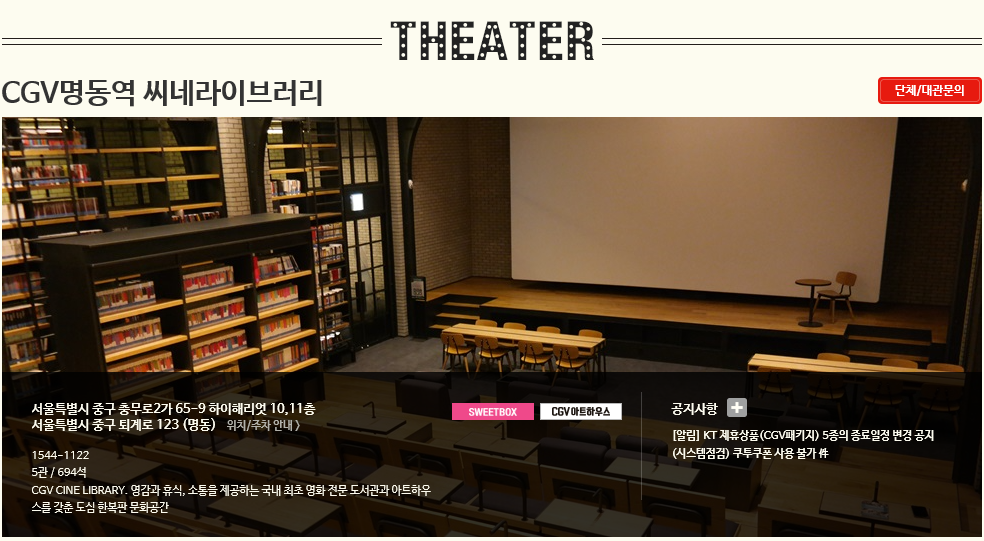 THEATER
CGV명동역 씨네라이브러리
단체/대관문의
서울특별시 중구 충무로2가 65-9 하이해리엇 10,11층
서울특별시 중구 퇴계로 123 (명동) 위치/주차 안내 >
1544-1122
5관 / 694석
CGV CINE LIBRARY. 영감과 휴식, 소통을 제공하는 국내 최초 영화 전문 도서관과 아트하우
스를 갖춘 도심 한복판 문화공간
SWEETBOX
CGV아트하우스
공지사항
[알림] KT 제휴상품(CGV패키지) 5종의 종료일정 변경 공지
(시스템점검) 쿠투쿠폰 사용 불가 件